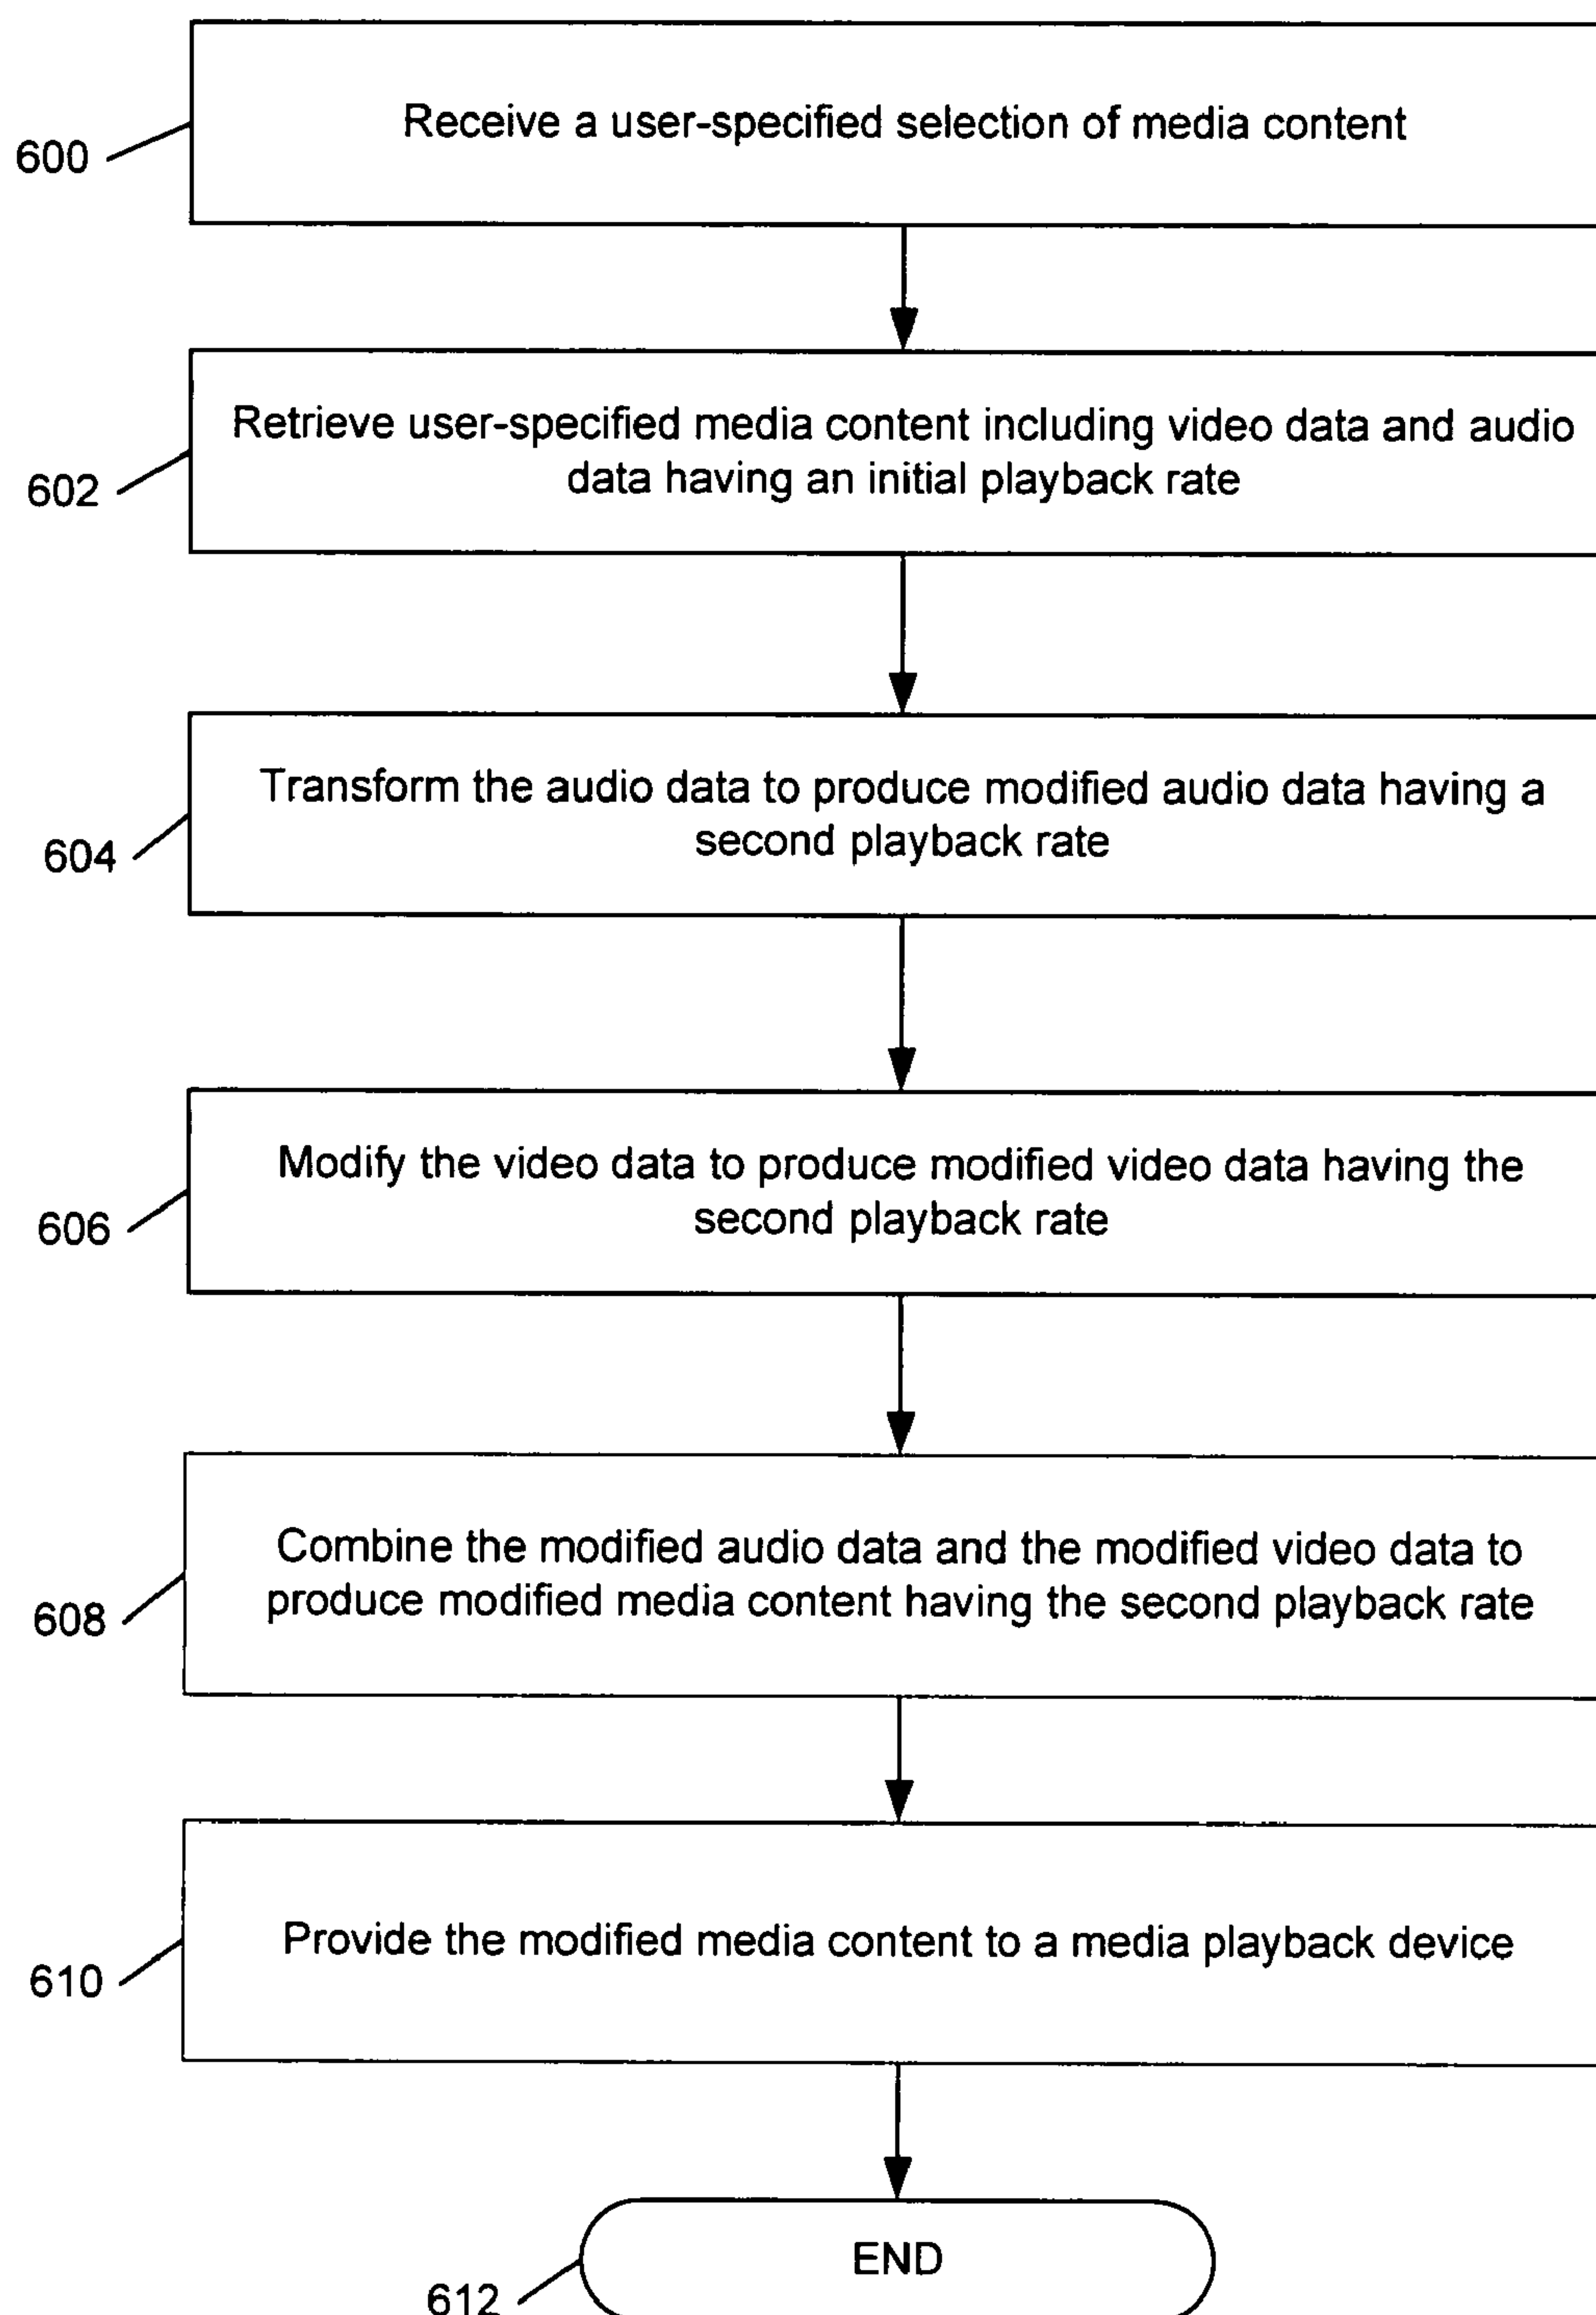 Receive a user-specified selection of media content
600
Retrieve user-specified media content including video data and audio
data having an initial playback rate
602
Transform the audio data to produce modified audio data having a
second playback rate
604
Modify the video data to produce modified video data having the
second playback rate
606
Combine the modified audio data and the modified video data to
produce modified media content having the second playback rate
608
Provide the modified media content to a media playback device
610
END
612